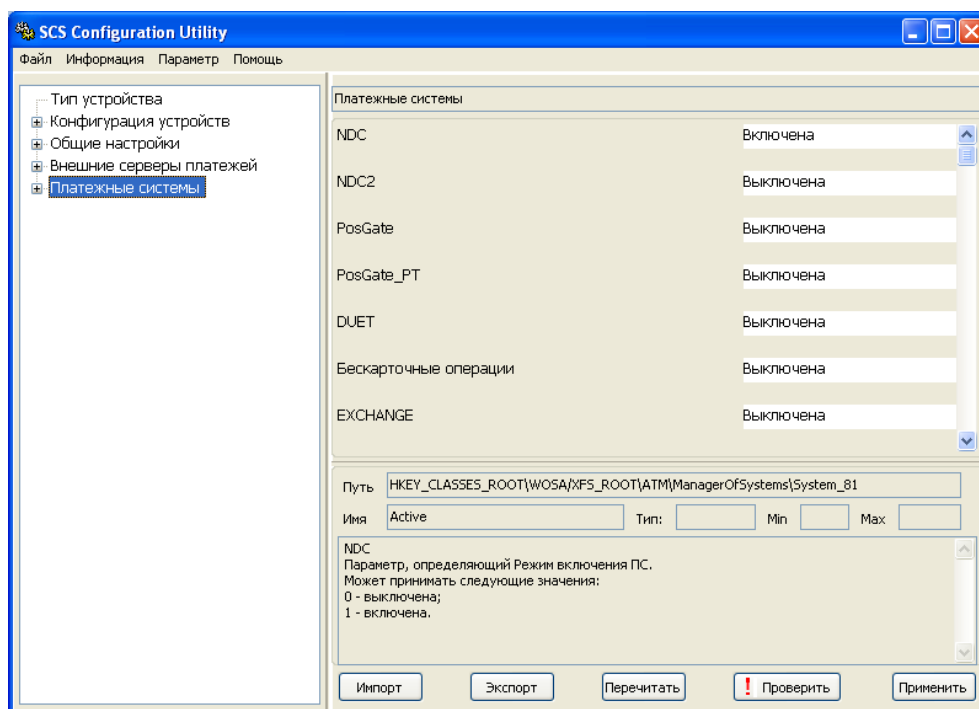 SCS Configuration Utility
Файл Информация Параметр Помощь
Тип устройства
Конфигурация устройств
Общие настройки
Внешние серверы платежей
Платежные системы
Платежные системы
NDC Включена
NDC2 Выключена
PosGate Выключена
PosGate_PT Выключена
DUET Выключена
Бескарточные операции Выключена
EXCHANGE Выключена
Путь HKEY_CLASSES_ROOT\WOSA/XFS_ROOT\ATM\ManagerOfSystems\System_81
Имя Active Тип: Min Max
NDC
Параметр, определяющий Режим включения ПС.
Может принимать следующие значения:
0 - выключена;
1 - включена.
Импорт Экспорт Перечитать ! Проверить Применить